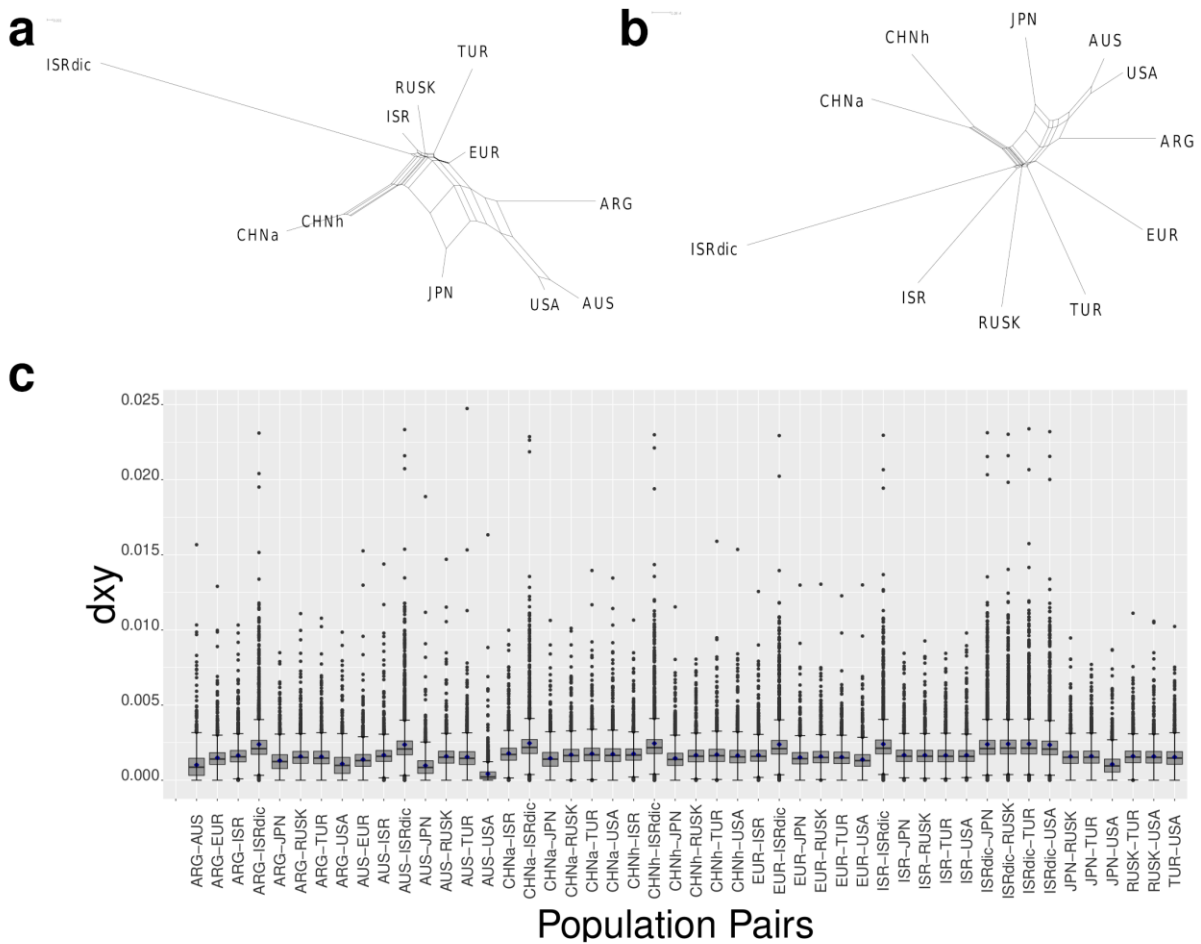 a
b
ISRdic
TUR
RUSK
ISR
EUR
ARG
CHNh
CHNa
JPN
USA
AUS
JPN
CHNh
AUS
USA
CHNa
ARG
ISRdic
EUR
ISR
TUR
RUSK
c
dxy
0.025
0.020
0.015
0.010
0.005
0.000
ARG–AUS
ARG–EUR
ARG–ISR
ARG–ISRdic
ARG–JPN
ARG–RUSK
ARG–TUR
ARG–USA
AUS–EUR
AUS–ISR
AUS–ISRdic
AUS–JPN
AUS–RUSK
AUS–TUR
AUS–USA
CHNa–ISR
CHNa–ISRdic
CHNa–JPN
CHNa–RUSK
CHNa–TUR
CHNa–USA
CHNh–ISR
CHNh–ISRdic
CHNh–JPN
CHNh–RUSK
CHNh–TUR
CHNh–USA
EUR–ISR
EUR–ISRdic
EUR–JPN
EUR–RUSK
EUR–TUR
EUR–USA
ISR–ISRdic
ISR–JPN
ISR–RUSK
ISR–TUR
ISR–USA
ISRdic–JPN
ISRdic–RUSK
ISRdic–TUR
ISRdic–USA
JPN–RUSK
JPN–TUR
JPN–USA
RUSK–TUR
RUSK–USA
TUR–USA
Population Pairs